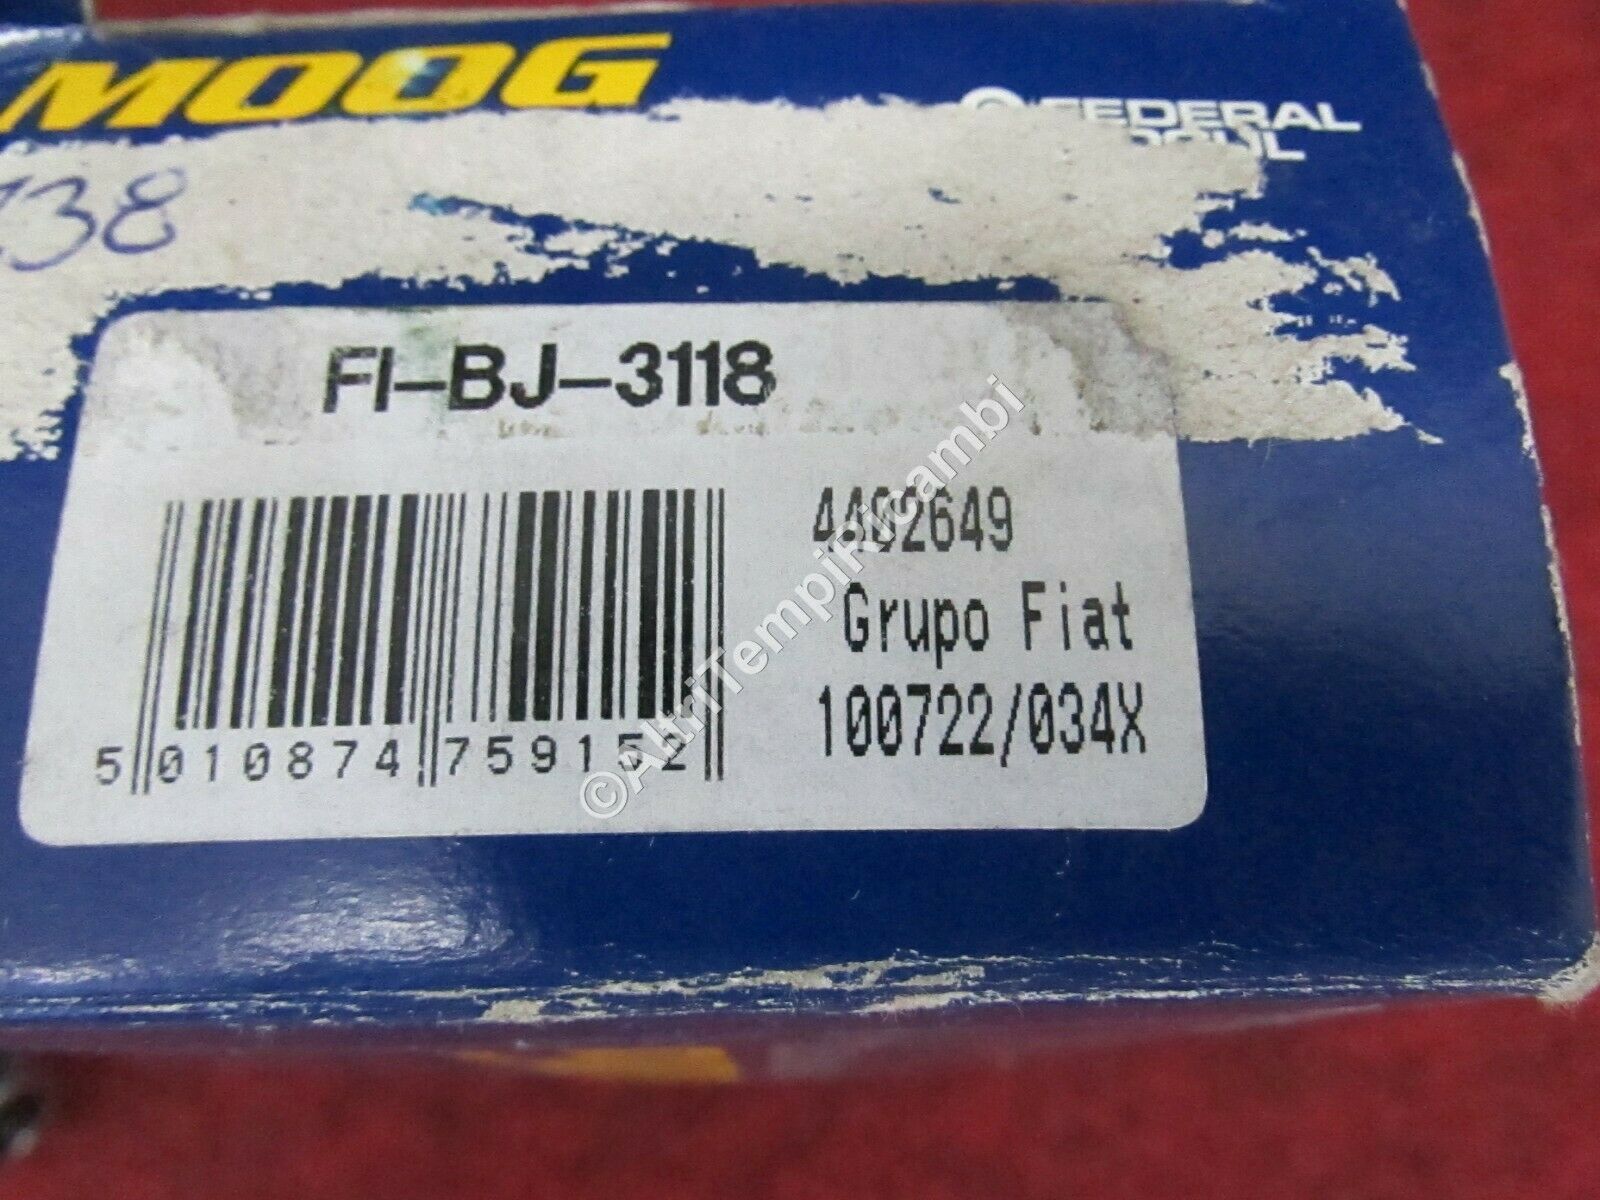 MOOG
FEDERAL
138
FI-BJ-3118
4402649
Grupo Fiat
100722/034X
5 010874 759152
©AltriTempiRicambi